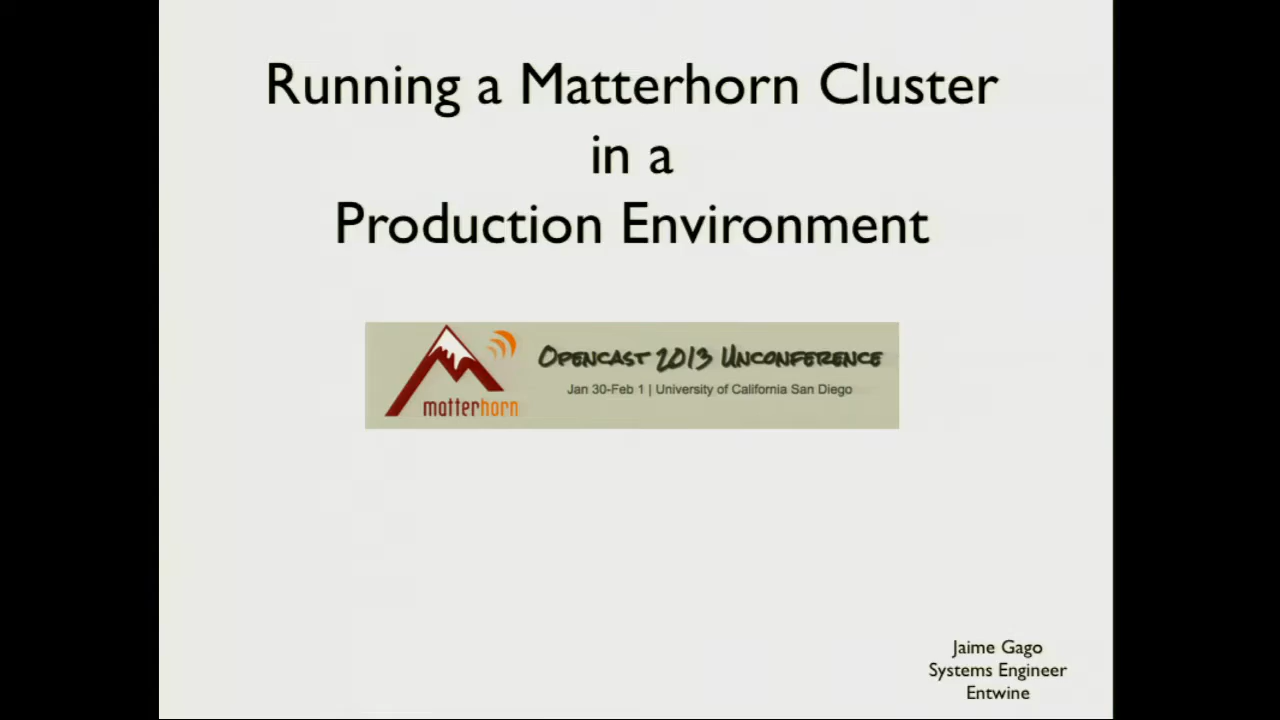 Running a Matterhorn Cluster
in a
Production Environment
Opencast 2013 Unconference
Jan 30-Feb 1 | University of California San Diego
matterhorn
Jaime Gago
Systems Engineer
Entwine